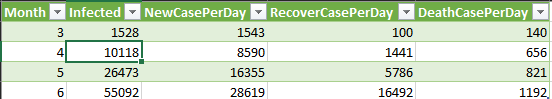 Month Infected NewCasePerDay RecoverCasePerDay DeathCasePerDay
3 1528 1543 100 140
4 10118 8590 1441 656
5 26473 16355 5786 821
6 55092 28619 16492 1192